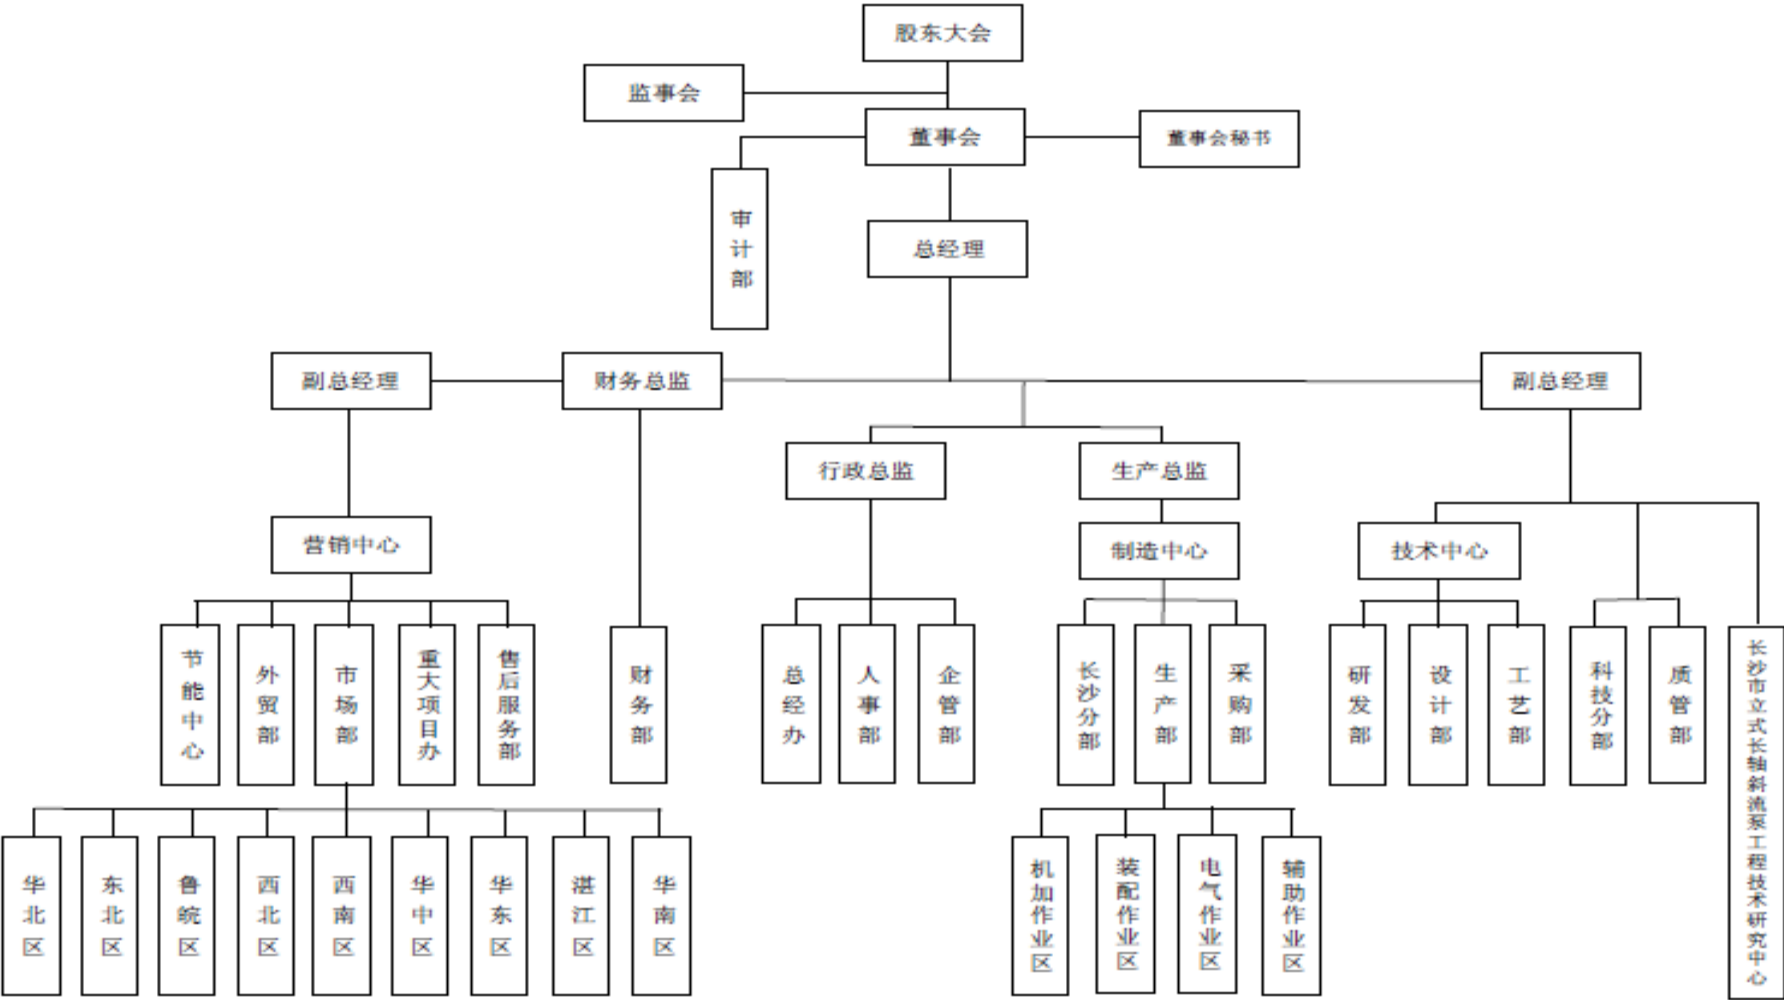 股东大会
监事会
董事会
董事会秘书
审计部
总经理
副总经理
财务总监
副总经理
行政总监
生产总监
营销中心
制造中心
技术中心
节能中心
外贸部
市场部
重大项目办
售后服务部
财务部
总经办
人事部
企管部
长沙分部
生产部
采购部
研发部
设计部
工艺部
科技分部
质管部
长沙市立式长轴斜流泵工程技术研究中心
华北区
东北区
鲁皖区
西北区
西南区
华中区
华东区
湛江区
华南区
机加作业区
装配作业区
电气作业区
辅助作业区